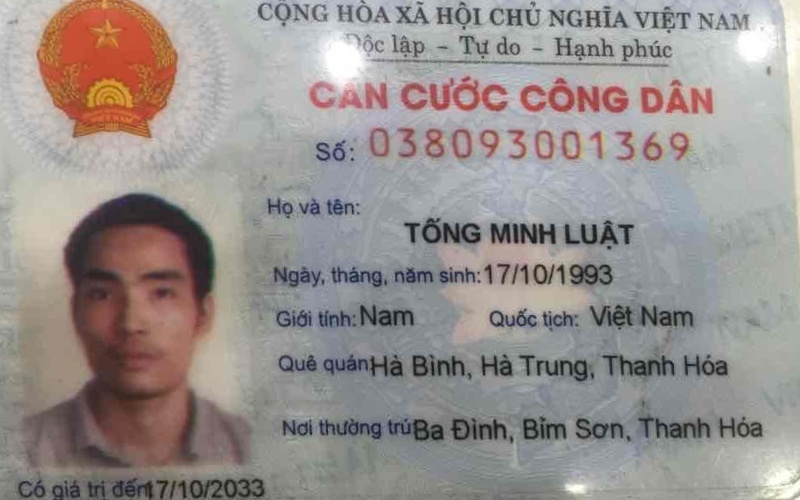 CỘNG HÒA XÃ HỘI CHỦ NGHĨA VIỆT NAM
Độc lập – Tự do – Hạnh phúc
CĂN CƯỚC CÔNG DÂN
Số: 038093001369
Họ và tên:
TỐNG MINH LUẬT
Ngày, tháng, năm sinh: 17/10/1993
Giới tính: Nam Quốc tịch: Việt Nam
Quê quán Hà Bình, Hà Trung, Thanh Hóa
Nơi thường trú Ba Đình, Bỉm Sơn, Thanh Hóa
Có giá trị đến 17/10/2033